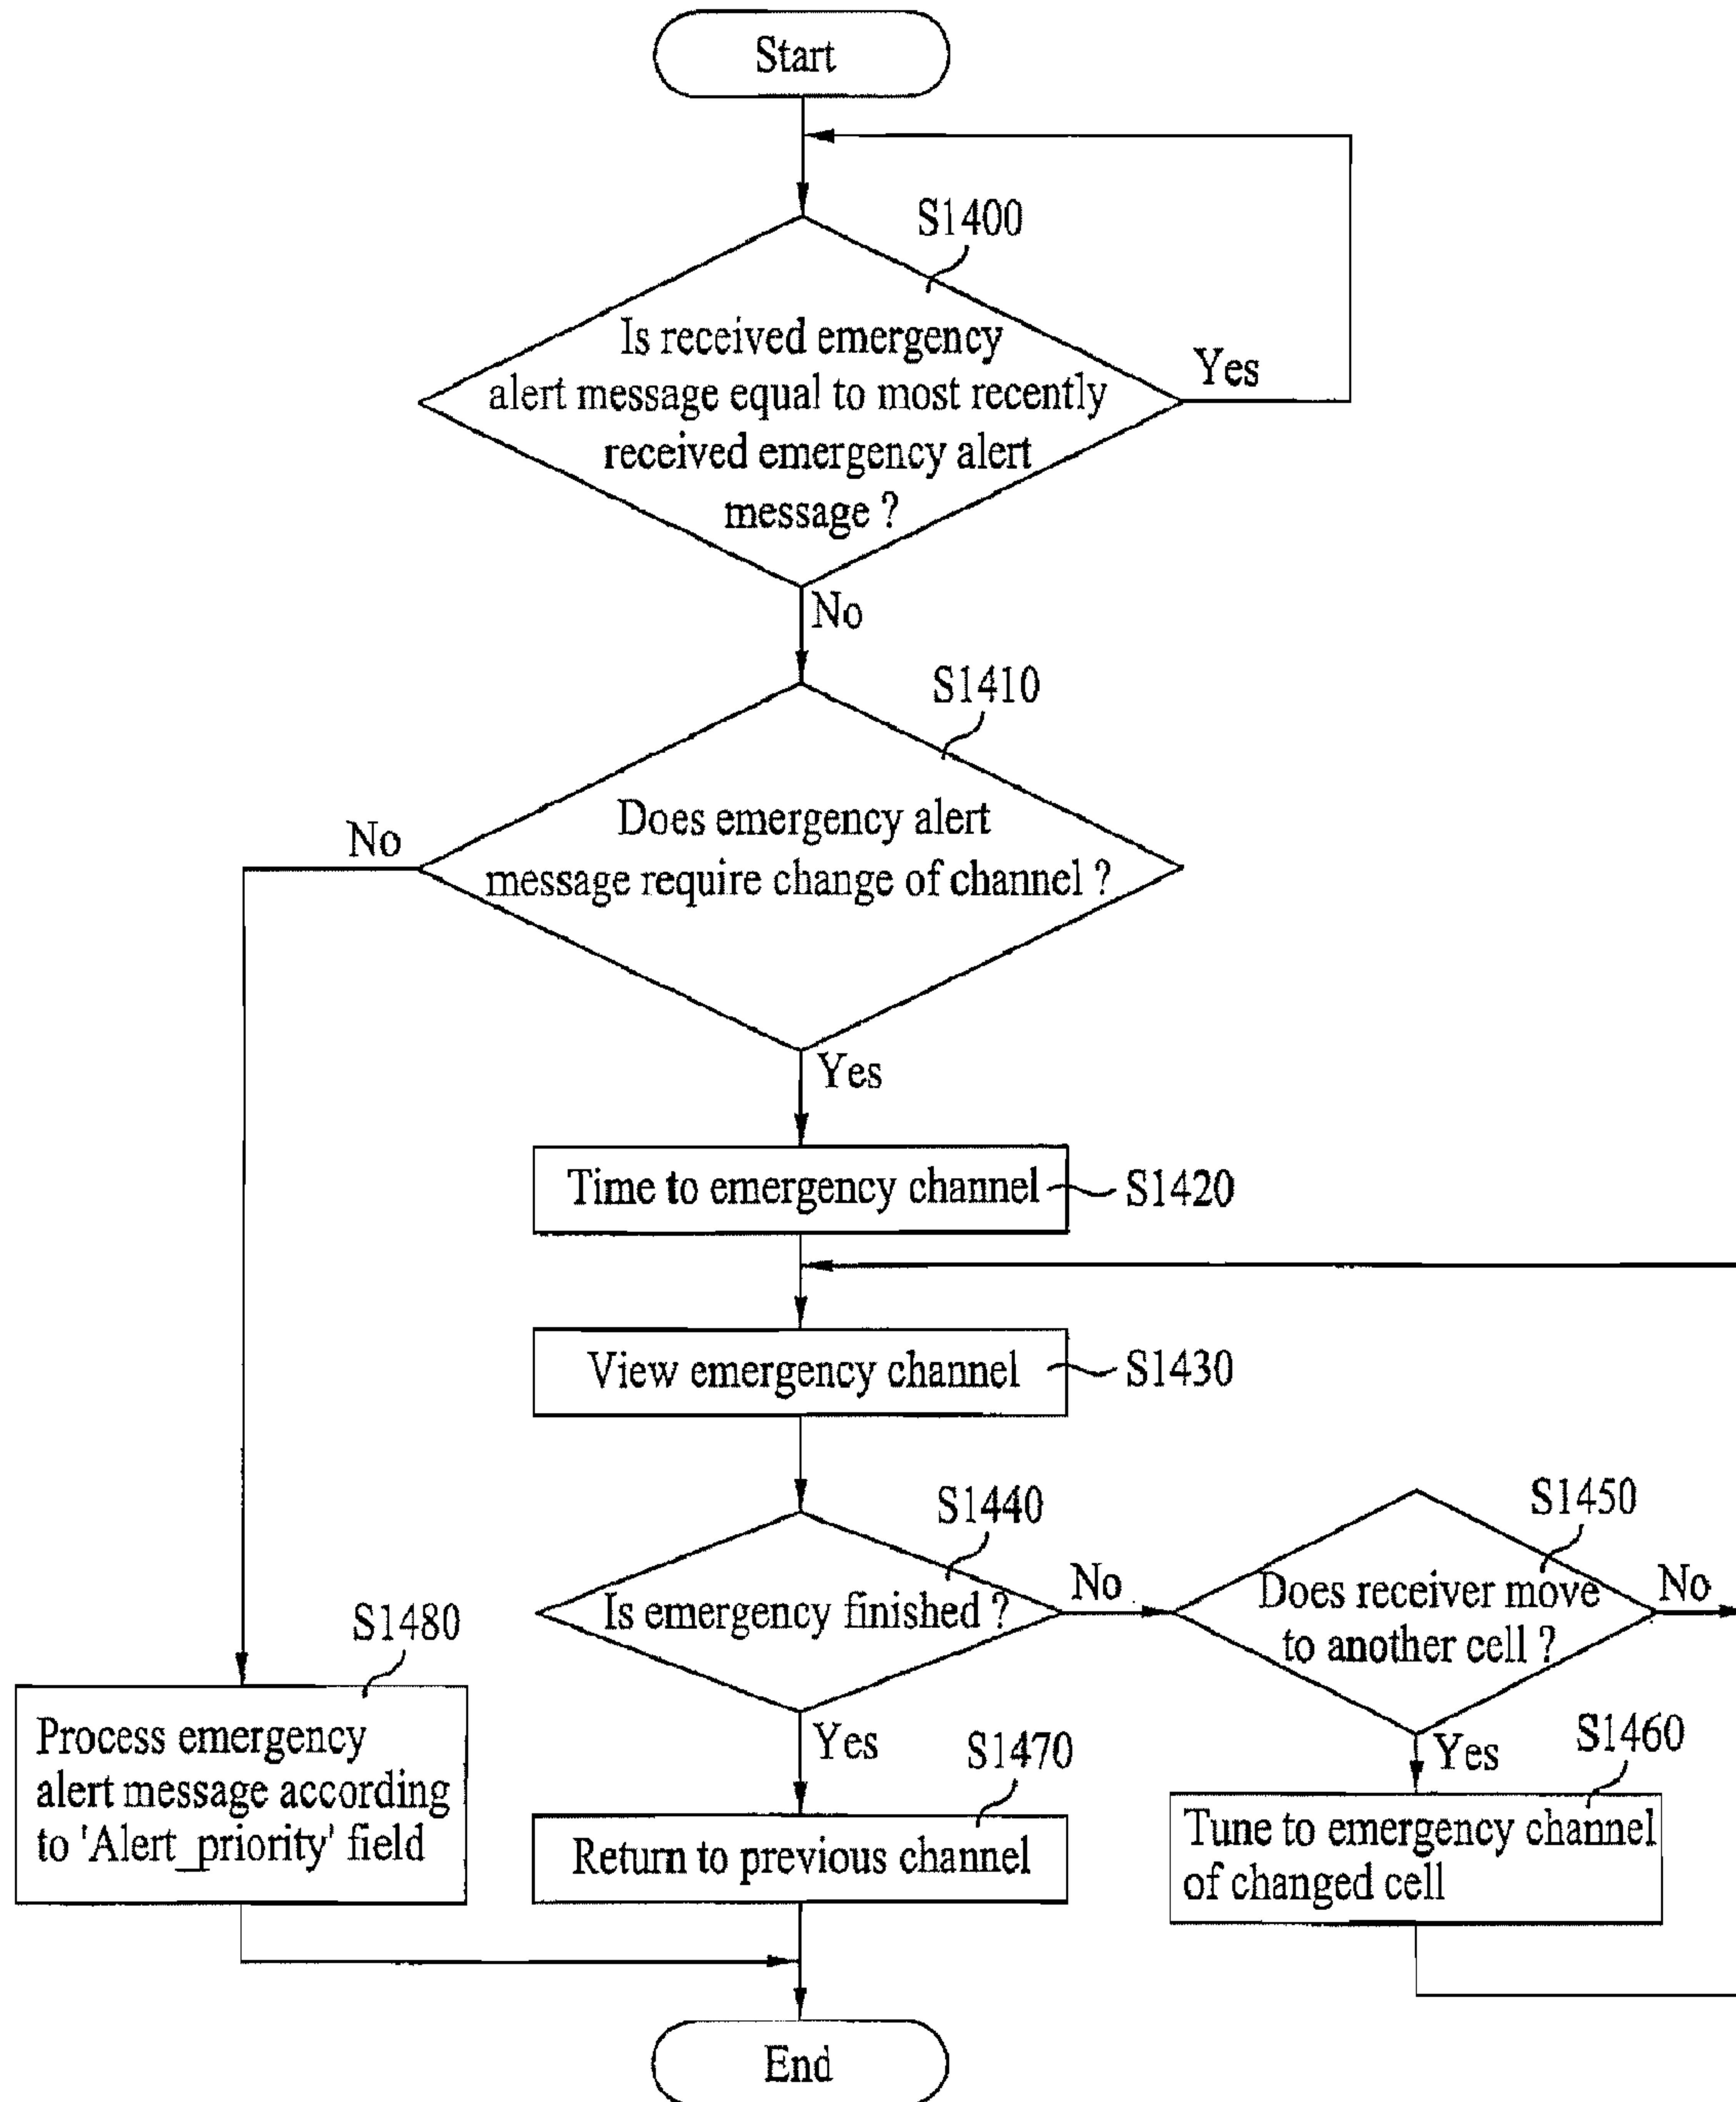 Start
S1400
Is received emergency
alert message equal to most recently
received emergency alert
message ?
Yes
No
S1410
Does emergency alert
message require change of channel ?
No
Yes
Time to emergency channel
S1420
View emergency channel
S1430
S1440
Is emergency finished ?
No
S1450
Does receiver move
to another cell ?
No
S1480
Process emergency
alert message according
to 'Alert_priority' field
Yes
S1470
Return to previous channel
Yes
S1460
Tune to emergency channel
of changed cell
End